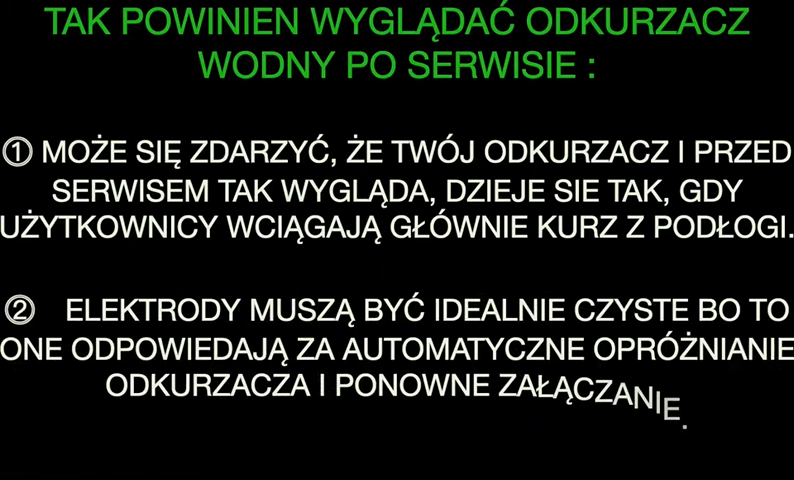 TAK POWINIEN WYGLĄDAĆ ODKURZACZ
WODNY PO SERWISIE :
① MOŻE SIĘ ZDARZYĆ, ŻE TWÓJ ODKURZACZ I PRZED
SERWISEM TAK WYGLĄDA, DZIEJE SIE TAK, GDY
UŻYTKOWNICY WCIĄGAJĄ GŁÓWNIE KURZ Z PODŁOGI.
② ELEKTRODY MUSZĄ BYĆ IDEALNIE CZYSTE BO TO
ONE ODPOWIEDAJĄ ZA AUTOMATYCZNE OPRÓŻNIANIE
ODKURZACZA I PONOWNE ZAŁĄCZANIE.